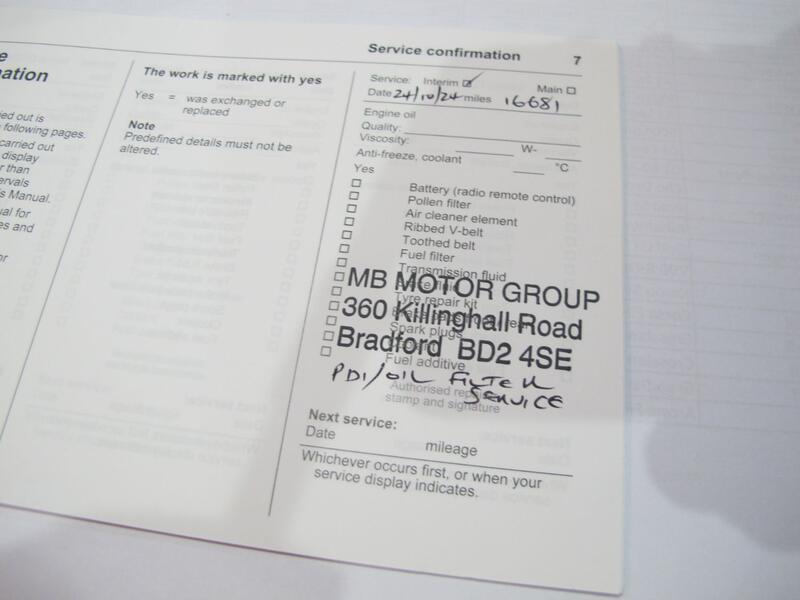 Service confirmation 7
e
ation
ied out is
following pages.
carried out
display
r than
ervals
s Manual.
ual for
es and
or
The work is marked with yes
Yes = was exchanged or
replaced
Note
Predefined details must not be
altered.
Service: Interim Main
Date 24/10/24 miles 16681
Engine oil
Quality:
Viscosity: W-
Anti-freeze, coolant °C
Yes
Battery (radio remote control)
Pollen filter
Air cleaner element
Ribbed V-belt
Toothed belt
Fuel filter
Transmission fluid
MB MOTOR GROUP
Tyre repair kit
360 Killinghall Road
Spark plugs
Bradford BD2 4SE
Fuel additive
PDI/OIL FILTER
SERVICE
Authorised
stamp and signature
Next service:
Date mileage
Whichever occurs first, or when your
service display indicates.